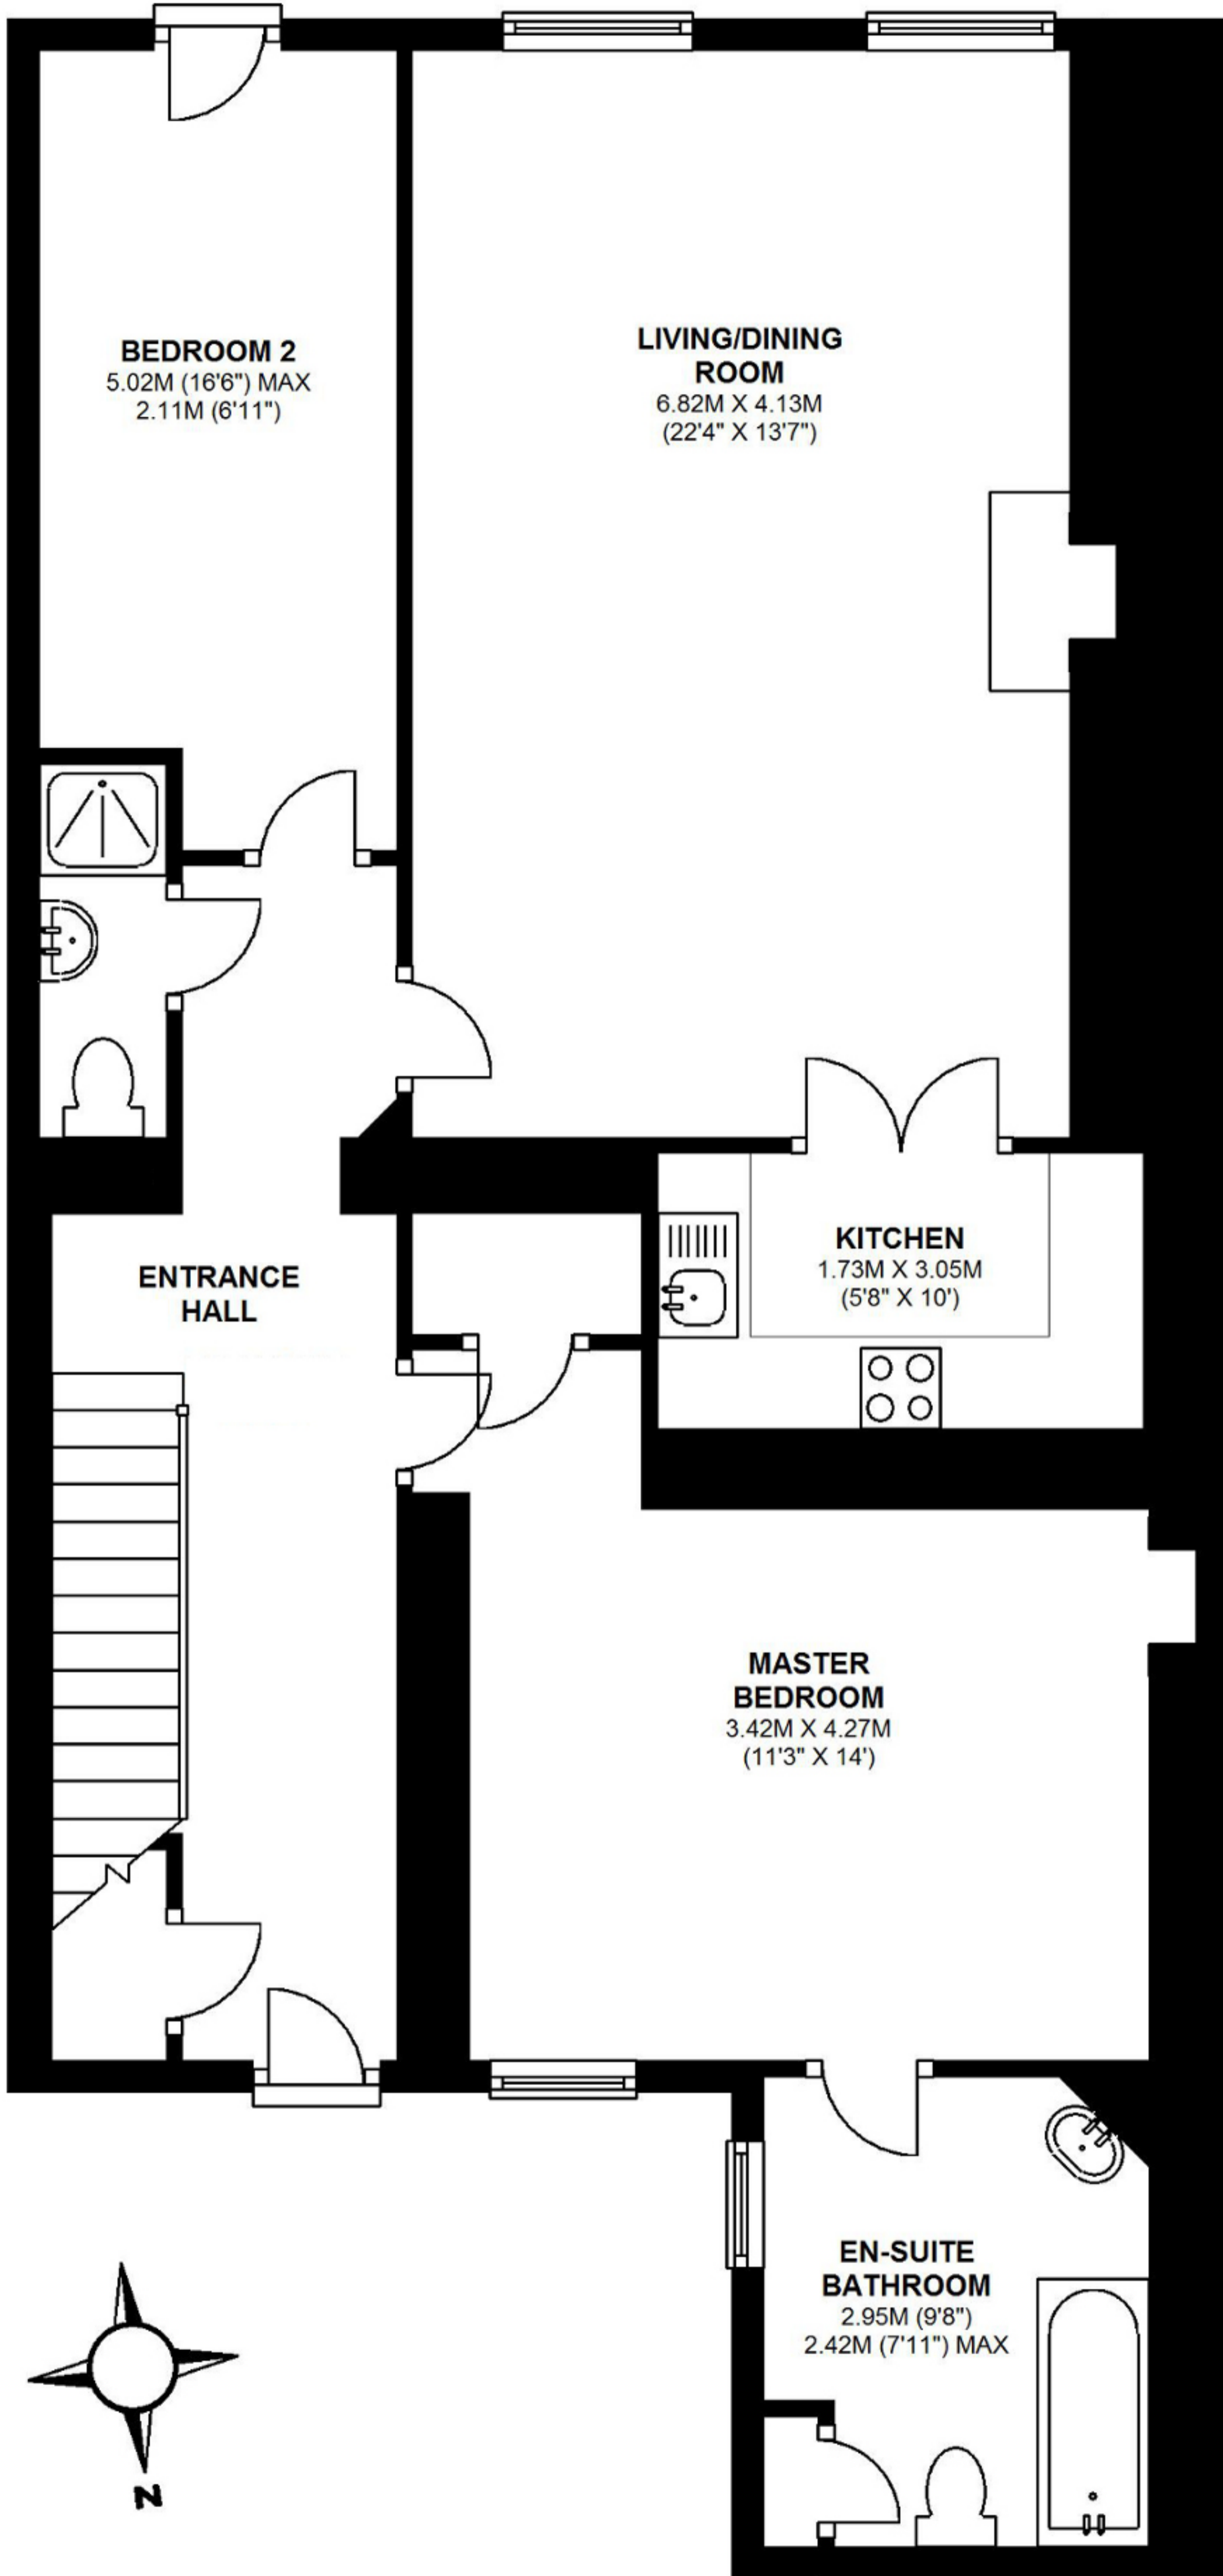 BEDROOM 2
5.02M (16'6") MAX
2.11M (6'11")
LIVING/DINING
ROOM
6.82M X 4.13M
(22'4" X 13'7")
KITCHEN
1.73M X 3.05M
(5'8" X 10')
ENTRANCE
HALL
MASTER
BEDROOM
3.42M X 4.27M
(11'3" X 14')
EN-SUITE
BATHROOM
2.95M (9'8")
2.42M (7'11") MAX
N